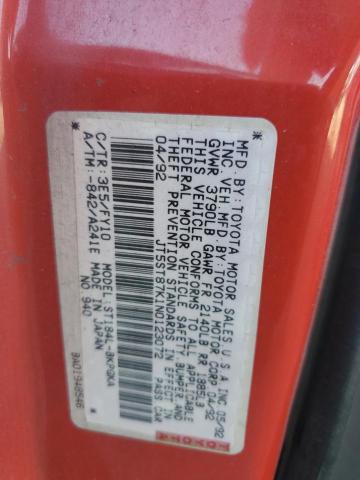 MFD. BY: TOYOTA MOTOR SALES U S A INC 05/92
INC. VEH. MFD. BY: TOYOTA MOTOR CORP 04/92
GVWR 3790LB GAWR FR 2140LB RR 1885LB
THIS VEHICLE CONFORMS TO ALL APPLICABLE
FEDERAL MOTOR VEHICLE SAFETY BUMPER AND
THEFT PREVENTION STANDARDS IN EFFECT
04/92 JT5ST87K1N0123072 PASS CAR
C/TR: 3E5/FY10 MODEL: ST184L-BKPQKA
A/TM: -842/A241E MADE IN JAPAN
NO 940
TOYOTA
BA01948546